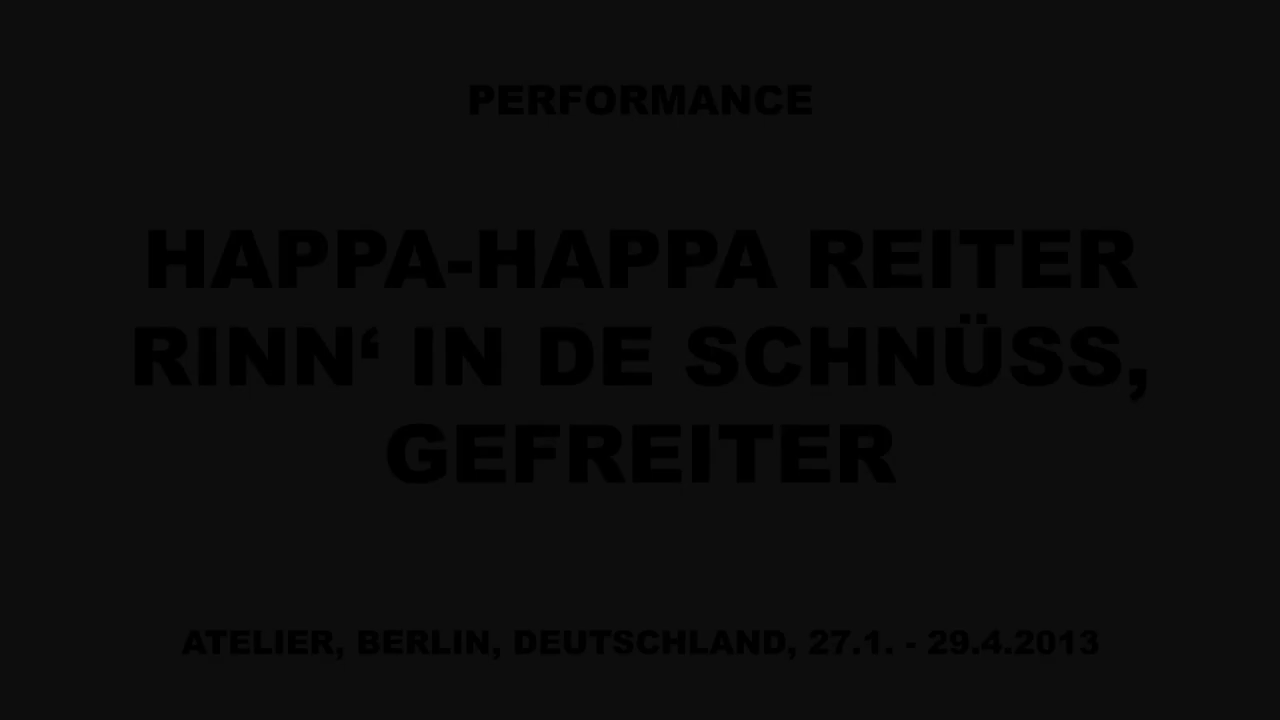 PERFORMANCE
HAPPA-HAPPA REITER
RINN‘ IN DE SCHNÜSS,
GEFREITER
ATELIER, BERLIN, DEUTSCHLAND, 27.1. - 29.4.2013